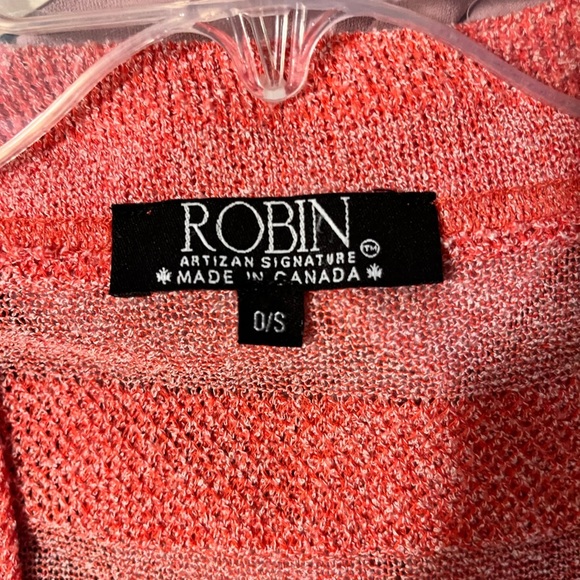 ROBIN
ARTIZAN SIGNATURE ™
MADE IN CANADA
O/S